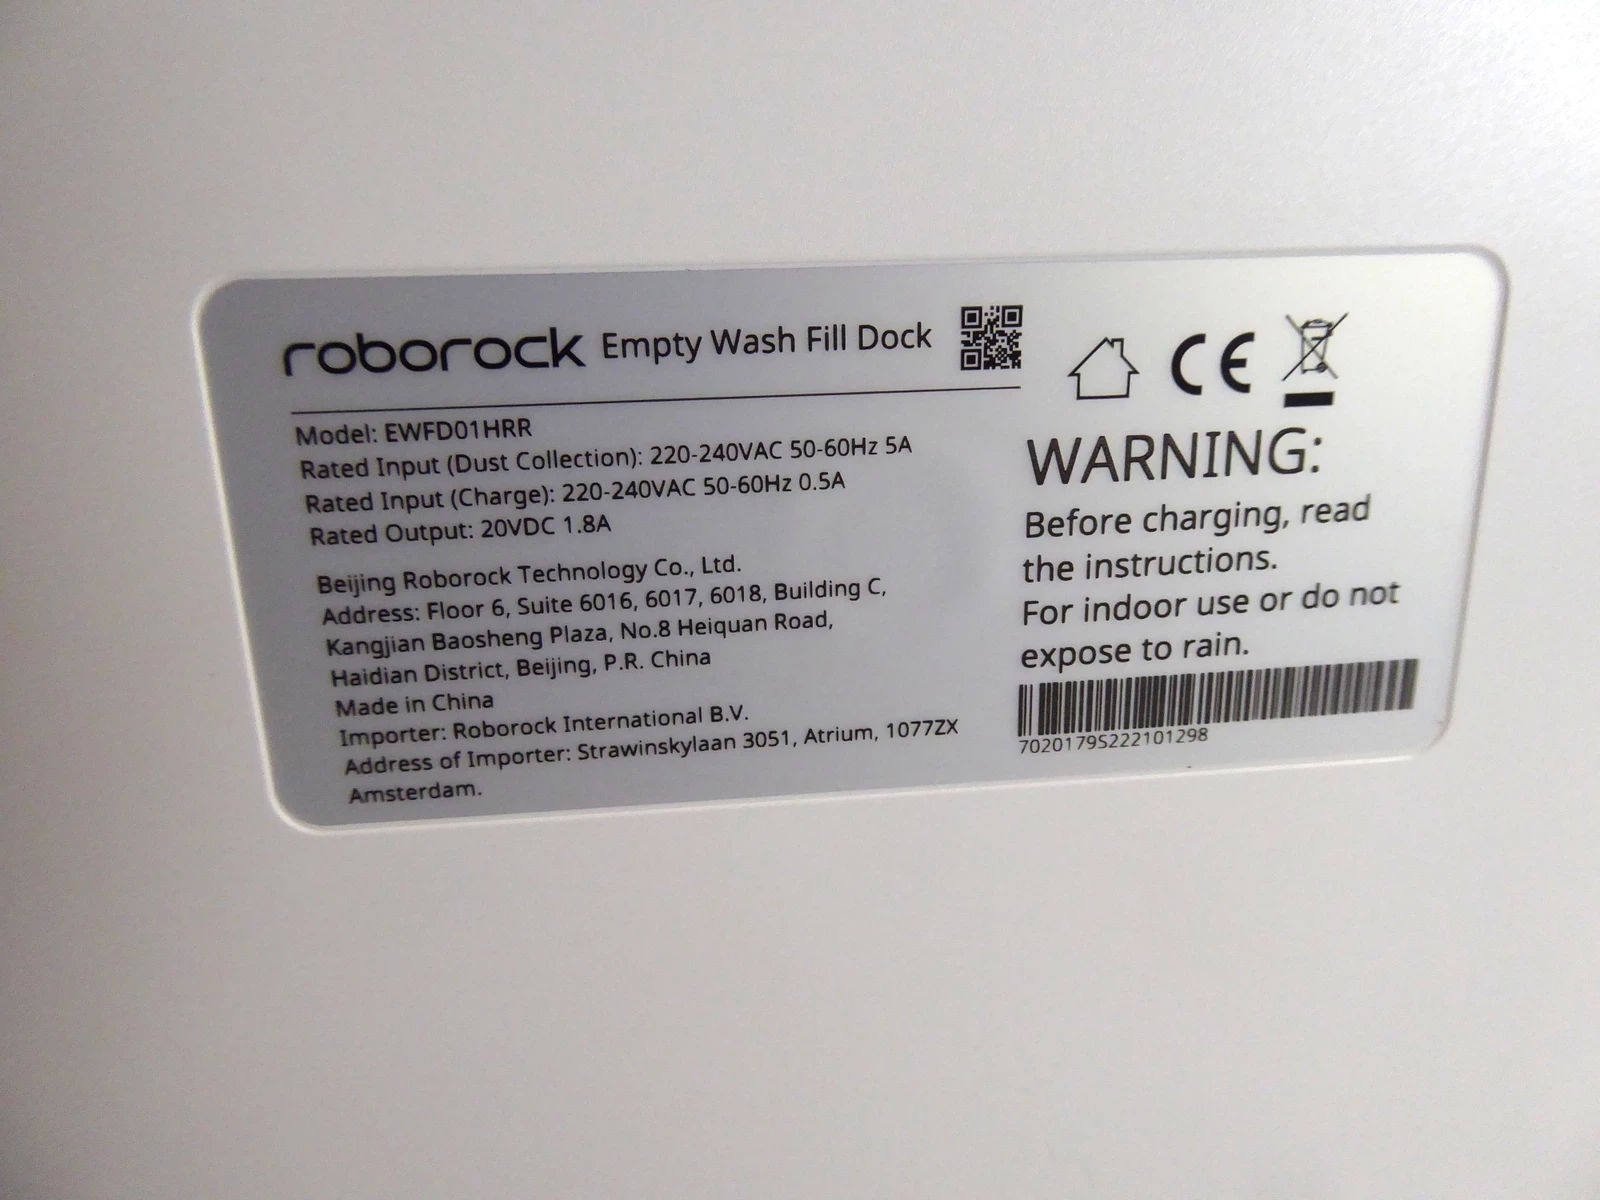 roborock Empty Wash Fill Dock
Model: EWFD01HRR
Rated Input (Dust Collection): 220-240VAC 50-60Hz 5A
Rated Input (Charge): 220-240VAC 50-60Hz 0.5A
Rated Output: 20VDC 1.8A
Beijing Roborock Technology Co., Ltd.
Address: Floor 6, Suite 6016, 6017, 6018, Building C,
Kangjian Baosheng Plaza, No.8 Heiquan Road,
Haidian District, Beijing, P.R. China
Made in China
Importer: Roborock International B.V.
Address of Importer: Strawinskylaan 3051, Atrium, 1077ZX
Amsterdam.
CE
WARNING:
Before charging, read
the instructions.
For indoor use or do not
expose to rain.
7020179S222101298